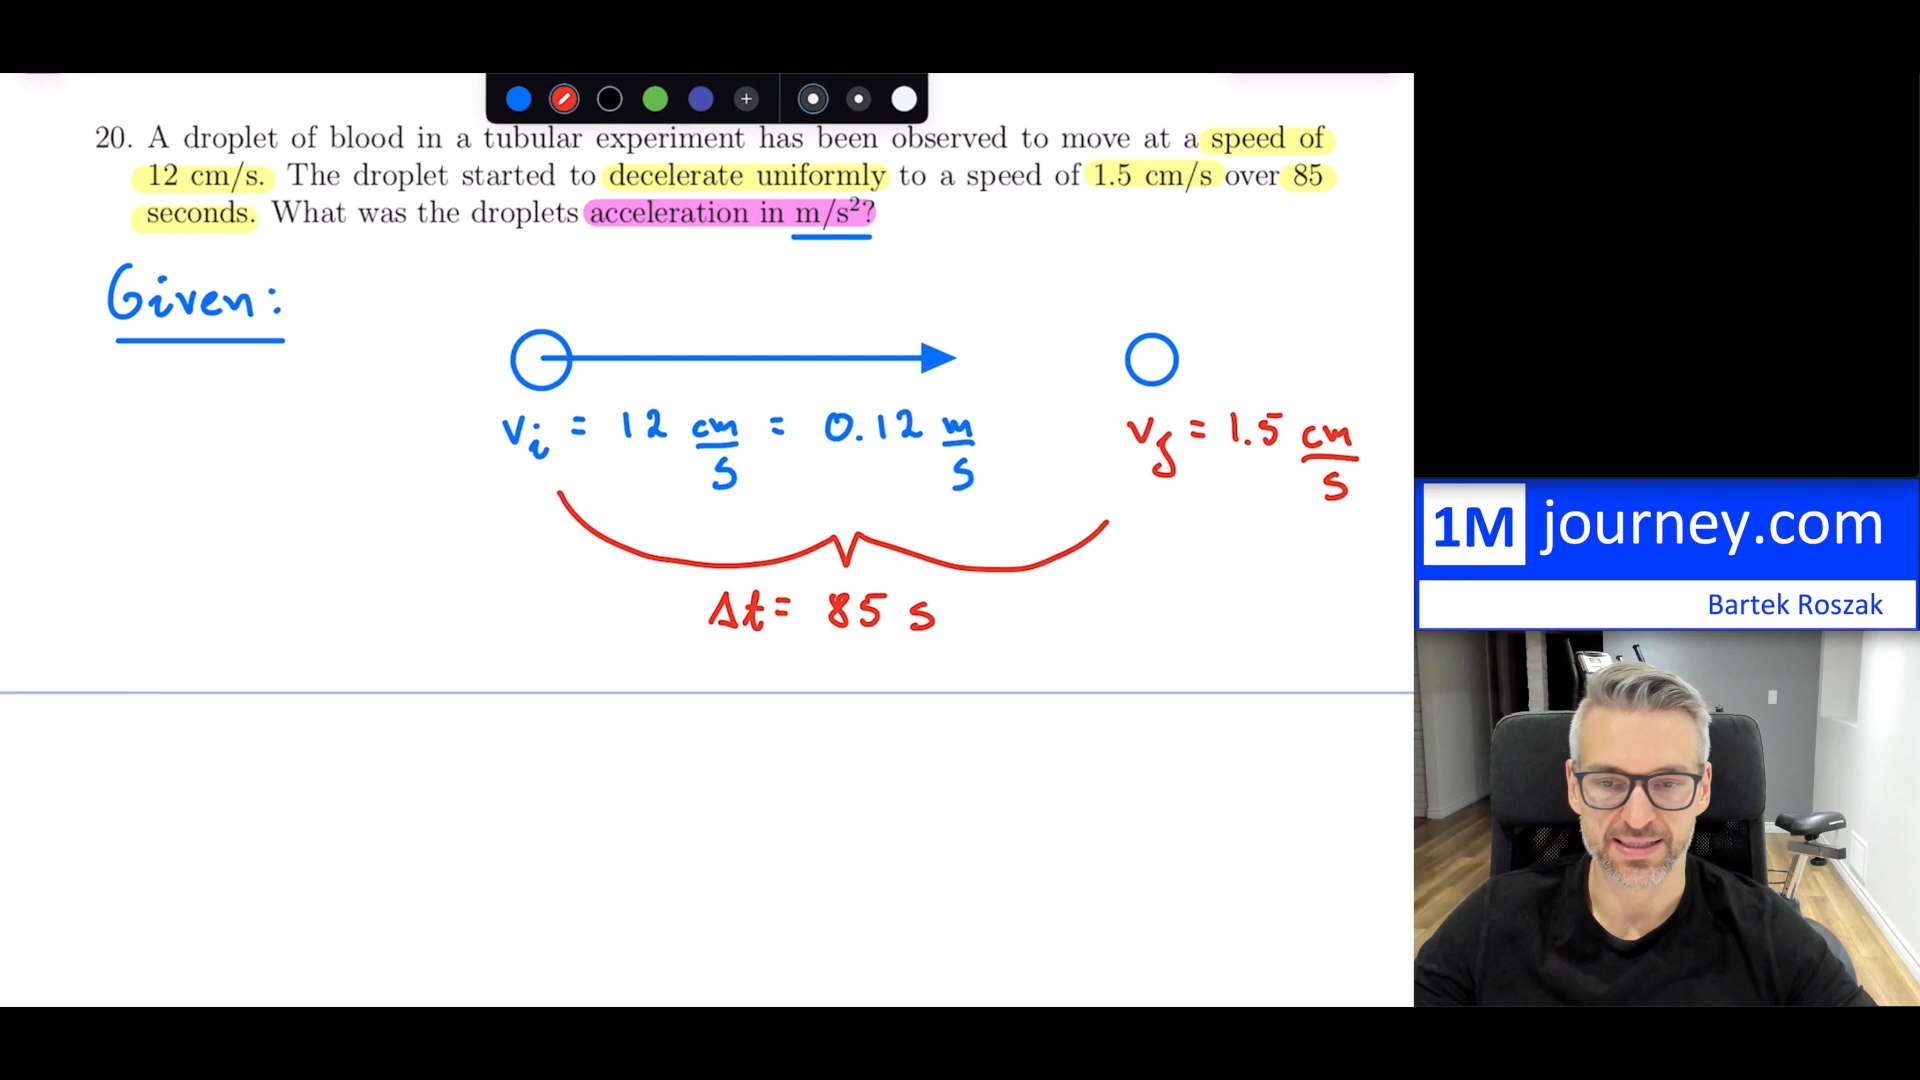 20. A droplet of blood in a tubular experiment has been observed to move at a speed of
12 cm/s. The droplet started to decelerate uniformly to a speed of 1.5 cm/s over 85
seconds. What was the droplets acceleration in m/s²?
Given:
vᵢ = 12 cm/s = 0.12 m/s
v_f = 1.5 cm/s
Δt = 85 s
1M journey.com
Bartek Roszak